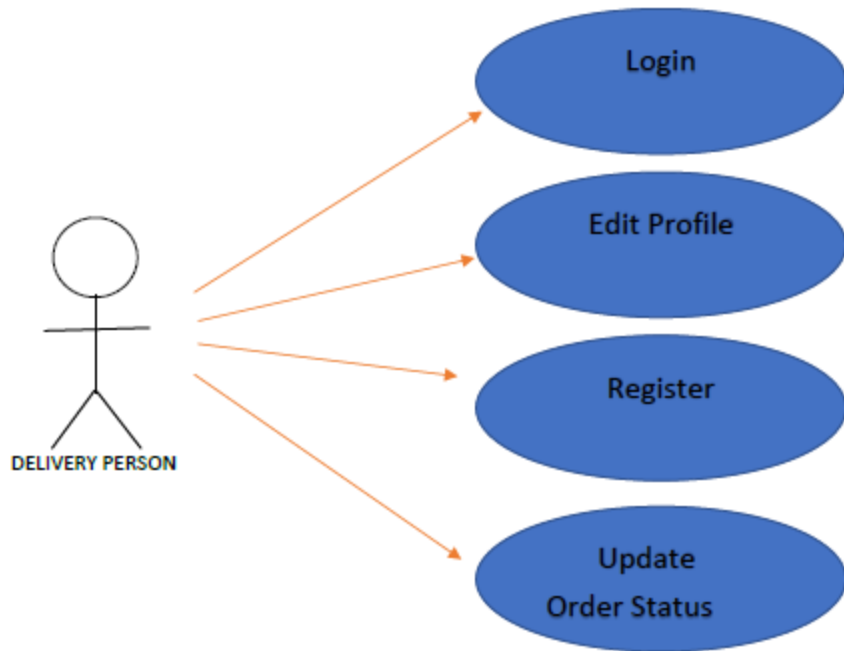 Login
Edit Profile
Register
DELIVERY PERSON
Update
Order Status